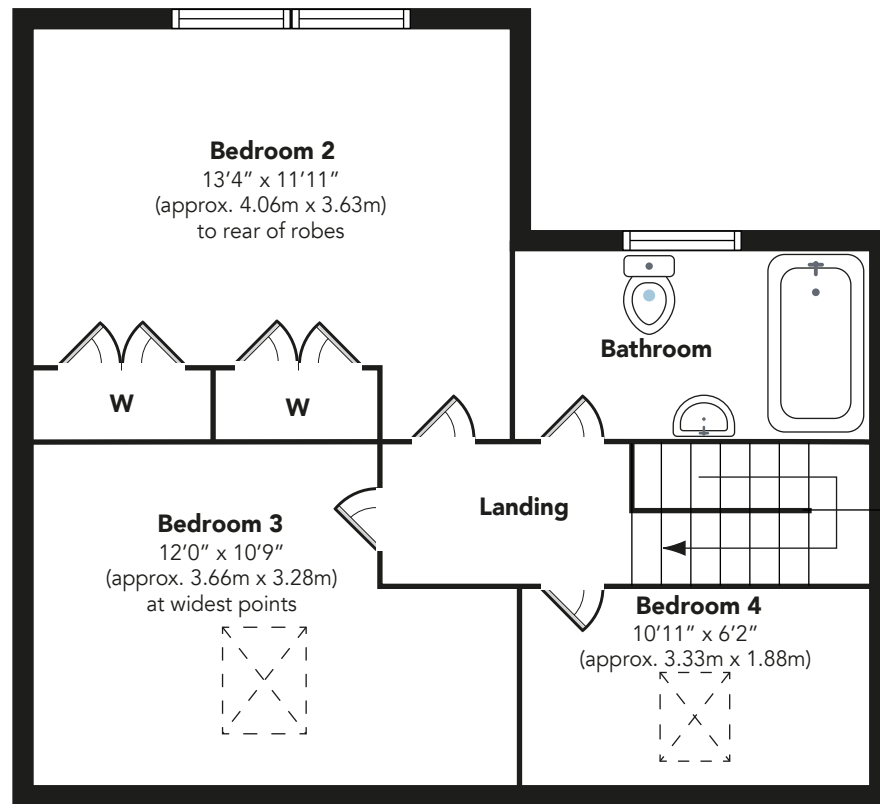 Bedroom 2
13’4” x 11’11”
(approx. 4.06m x 3.63m)
to rear of robes
Bathroom
W
W
Landing
Bedroom 3
12’0” x 10’9”
(approx. 3.66m x 3.28m)
at widest points
Bedroom 4
10’11” x 6’2”
(approx. 3.33m x 1.88m)